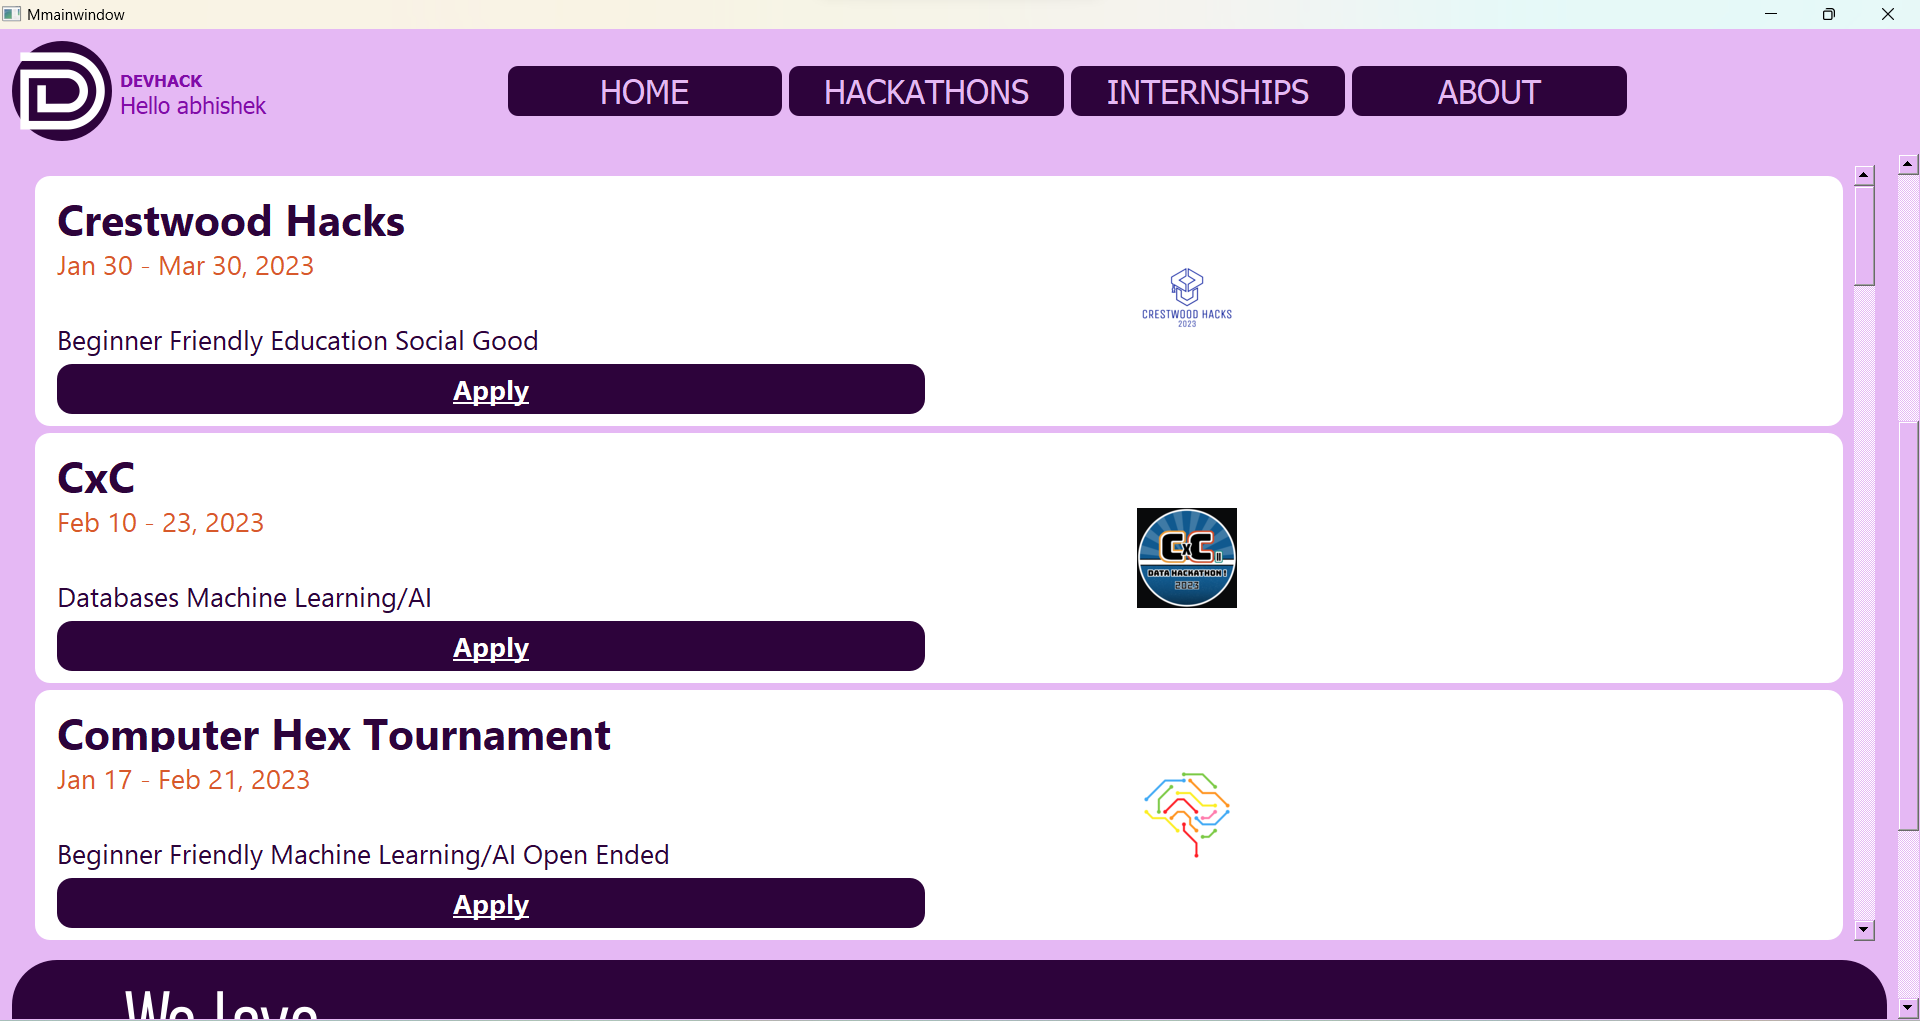 Mmainwindow
DEVHACK
Hello abhishek
HOME
HACKATHONS
INTERNSHIPS
ABOUT
Crestwood Hacks
Jan 30 - Mar 30, 2023
Beginner Friendly Education Social Good
Apply
CRESTWOOD HACKS
2023
CxC
Feb 10 - 23, 2023
Databases Machine Learning/AI
Apply
CxC
DATA HACKATHON
2023
Computer Hex Tournament
Jan 17 - Feb 21, 2023
Beginner Friendly Machine Learning/AI Open Ended
Apply
We love